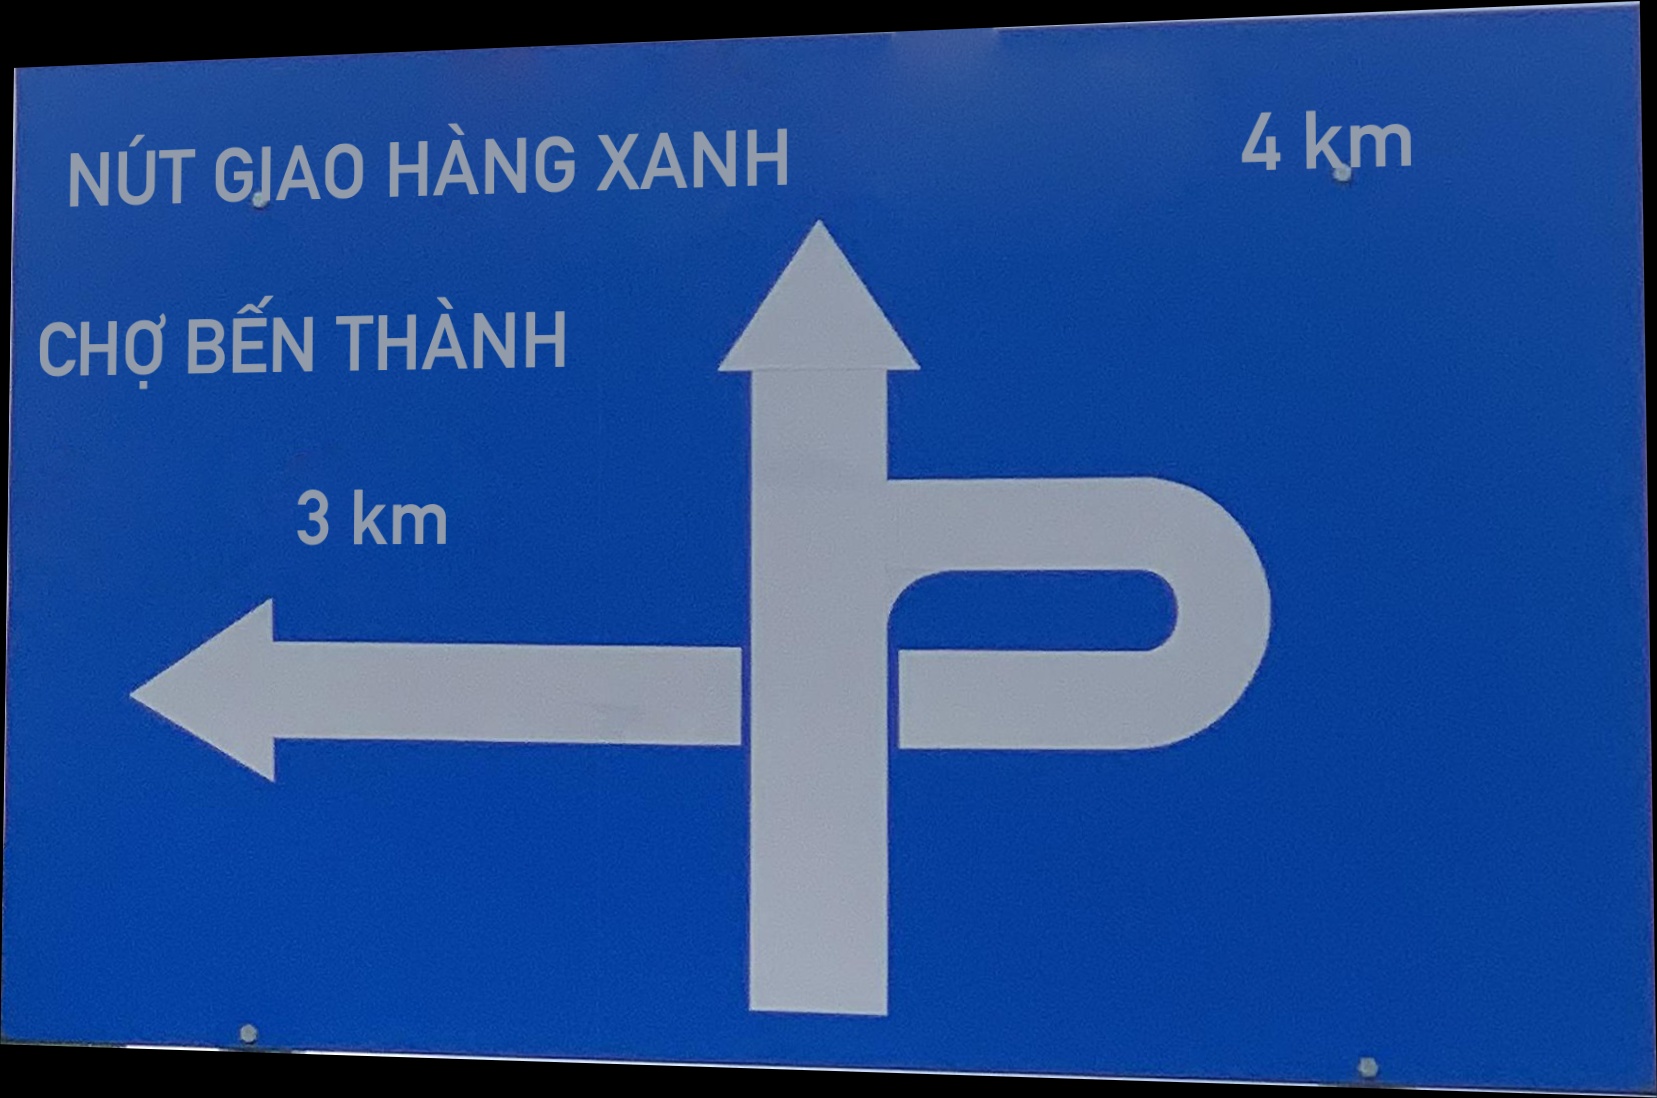 NÚT GIAO HÀNG XANH 4 km
CHỢ BẾN THÀNH
3 km